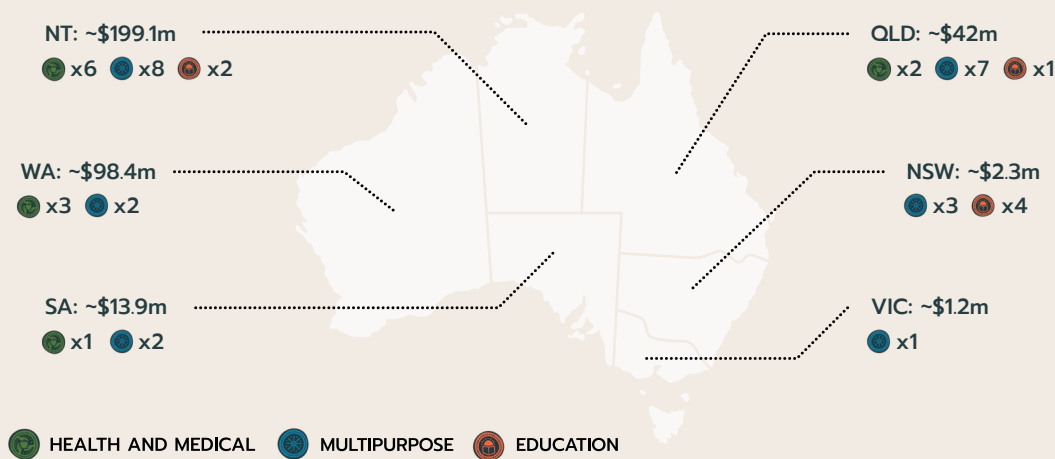 NT: ~$199.1m
x6 x8 x2
QLD: ~$42m
x2 x7 x1
WA: ~$98.4m
x3 x2
NSW: ~$2.3m
x3 x4
SA: ~$13.9m
x1 x2
VIC: ~$1.2m
x1
HEALTH AND MEDICAL MULTIPURPOSE EDUCATION